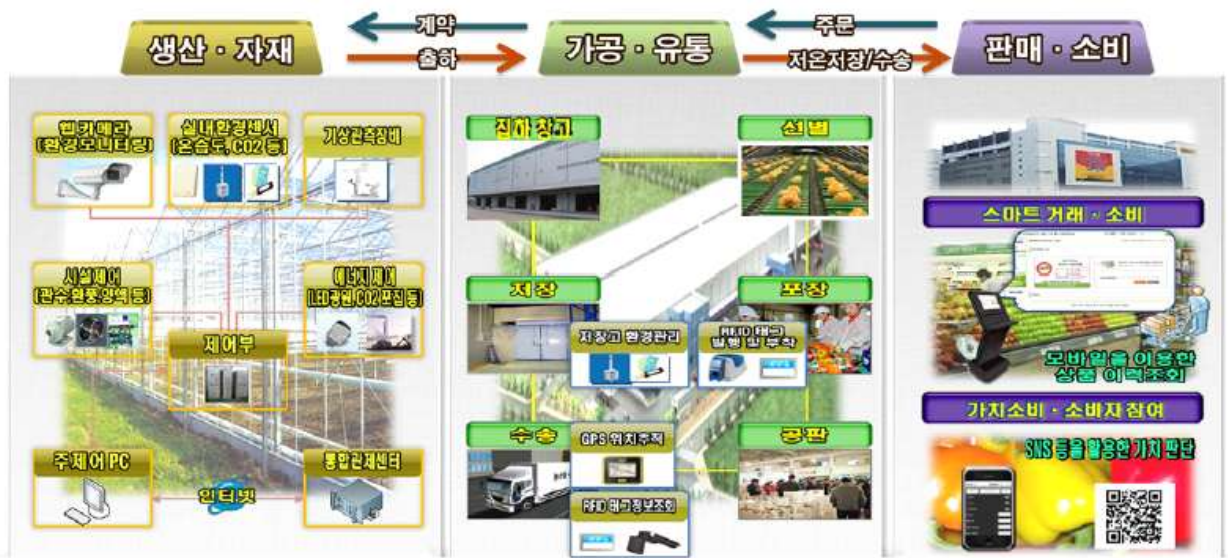 생산 · 자재
계약
출하
가공 · 유통
주문
저온저장/수송
판매 · 소비
웹카메라
(환경모니터링)
실내환경센서
(온습도, CO2 등)
기상관측장비
시설제어
(관수,환풍,양액 등)
에너지 제어
(LED광원, CO2 포집 등)
제어부
주제어 PC
인터넷
통합관제센터
집하 창고
선별
저장
포장
저장고 환경관리
RFID 태그
발행 및 부착
수송
GPS 위치추적
공판
RFID 태그정보조회
스마트 거래 · 소비
모바일을 이용한
상품 이력조회
가치소비 · 소비자 참여
SNS 등을 활용한 가치 판단